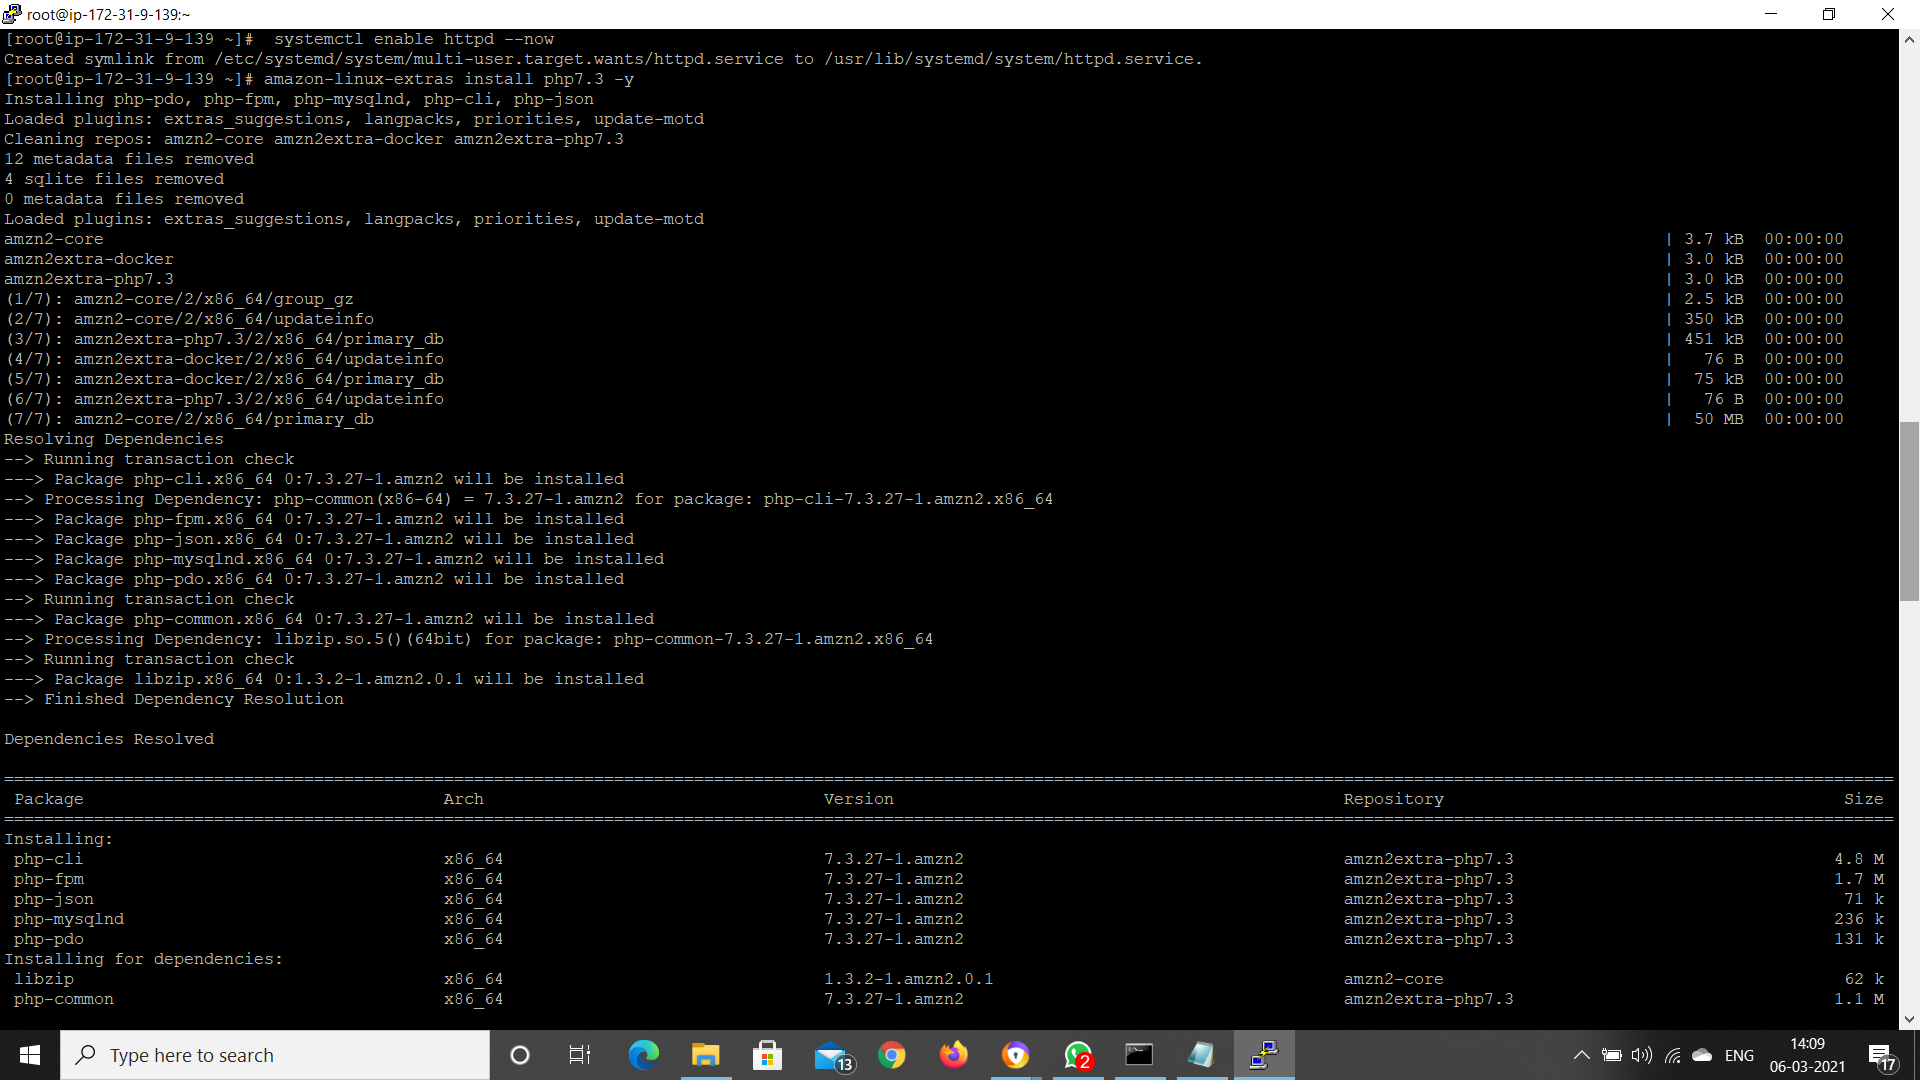 root@ip-172-31-9-139:~
[root@ip-172-31-9-139 ~]#  systemctl enable httpd --now
Created symlink from /etc/systemd/system/multi-user.target.wants/httpd.service to /usr/lib/systemd/system/httpd.service.
[root@ip-172-31-9-139 ~]# amazon-linux-extras install php7.3 -y
Installing php-pdo, php-fpm, php-mysqlnd, php-cli, php-json
Loaded plugins: extras_suggestions, langpacks, priorities, update-motd
Cleaning repos: amzn2-core amzn2extra-docker amzn2extra-php7.3
12 metadata files removed
4 sqlite files removed
0 metadata files removed
Loaded plugins: extras_suggestions, langpacks, priorities, update-motd
amzn2-core | 3.7 kB 00:00:00
amzn2extra-docker | 3.0 kB 00:00:00
amzn2extra-php7.3 | 3.0 kB 00:00:00
(1/7): amzn2-core/2/x86_64/group_gz | 2.5 kB 00:00:00
(2/7): amzn2-core/2/x86_64/updateinfo | 350 kB 00:00:00
(3/7): amzn2extra-php7.3/2/x86_64/primary_db | 451 kB 00:00:00
(4/7): amzn2extra-docker/2/x86_64/updateinfo | 76 B 00:00:00
(5/7): amzn2extra-docker/2/x86_64/primary_db | 75 kB 00:00:00
(6/7): amzn2extra-php7.3/2/x86_64/updateinfo | 76 B 00:00:00
(7/7): amzn2-core/2/x86_64/primary_db | 50 MB 00:00:00
Resolving Dependencies
--> Running transaction check
---> Package php-cli.x86_64 0:7.3.27-1.amzn2 will be installed
--> Processing Dependency: php-common(x86-64) = 7.3.27-1.amzn2 for package: php-cli-7.3.27-1.amzn2.x86_64
---> Package php-fpm.x86_64 0:7.3.27-1.amzn2 will be installed
---> Package php-json.x86_64 0:7.3.27-1.amzn2 will be installed
---> Package php-mysqlnd.x86_64 0:7.3.27-1.amzn2 will be installed
---> Package php-pdo.x86_64 0:7.3.27-1.amzn2 will be installed
--> Running transaction check
---> Package php-common.x86_64 0:7.3.27-1.amzn2 will be installed
--> Processing Dependency: libzip.so.5()(64bit) for package: php-common-7.3.27-1.amzn2.x86_64
--> Running transaction check
---> Package libzip.x86_64 0:1.3.2-1.amzn2.0.1 will be installed
--> Finished Dependency Resolution
Dependencies Resolved
Package Arch Version Repository Size
Installing:
php-cli x86_64 7.3.27-1.amzn2 amzn2extra-php7.3 4.8 M
php-fpm x86_64 7.3.27-1.amzn2 amzn2extra-php7.3 1.7 M
php-json x86_64 7.3.27-1.amzn2 amzn2extra-php7.3 71 k
php-mysqlnd x86_64 7.3.27-1.amzn2 amzn2extra-php7.3 236 k
php-pdo x86_64 7.3.27-1.amzn2 amzn2extra-php7.3 131 k
Installing for dependencies:
libzip x86_64 1.3.2-1.amzn2.0.1 amzn2-core 62 k
php-common x86_64 7.3.27-1.amzn2 amzn2extra-php7.3 1.1 M
Type here to search 13 2 ENG 14:09 17
06-03-2021